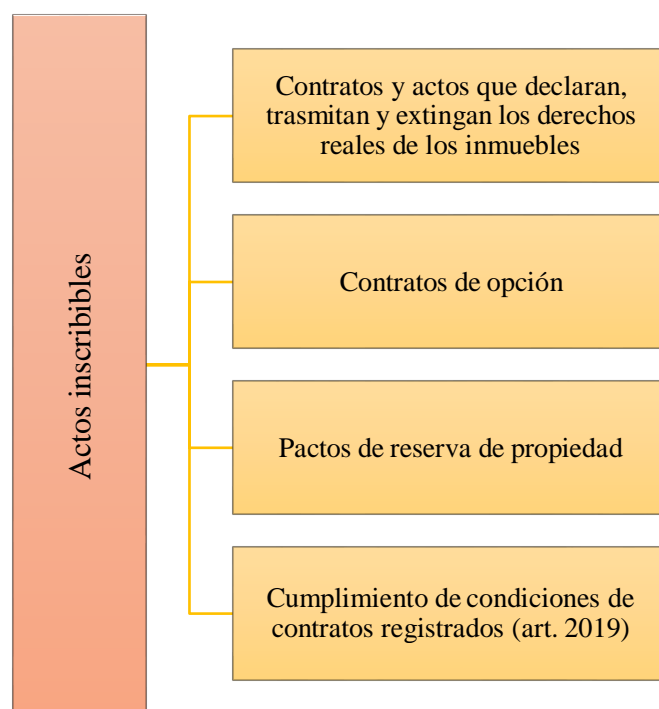 Actos inscribibles
Contratos y actos que declaran,
trasmitan y extingan los derechos
reales de los inmuebles
Contratos de opción
Pactos de reserva de propiedad
Cumplimiento de condiciones de
contratos registrados (art. 2019)